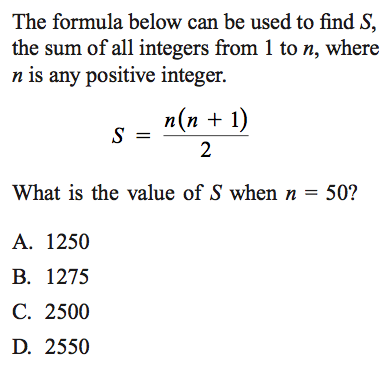 The formula below can be used to find S,
the sum of all integers from 1 to n, where
n is any positive integer.
S = n(n + 1)/2
What is the value of S when n = 50?
A. 1250
B. 1275
C. 2500
D. 2550